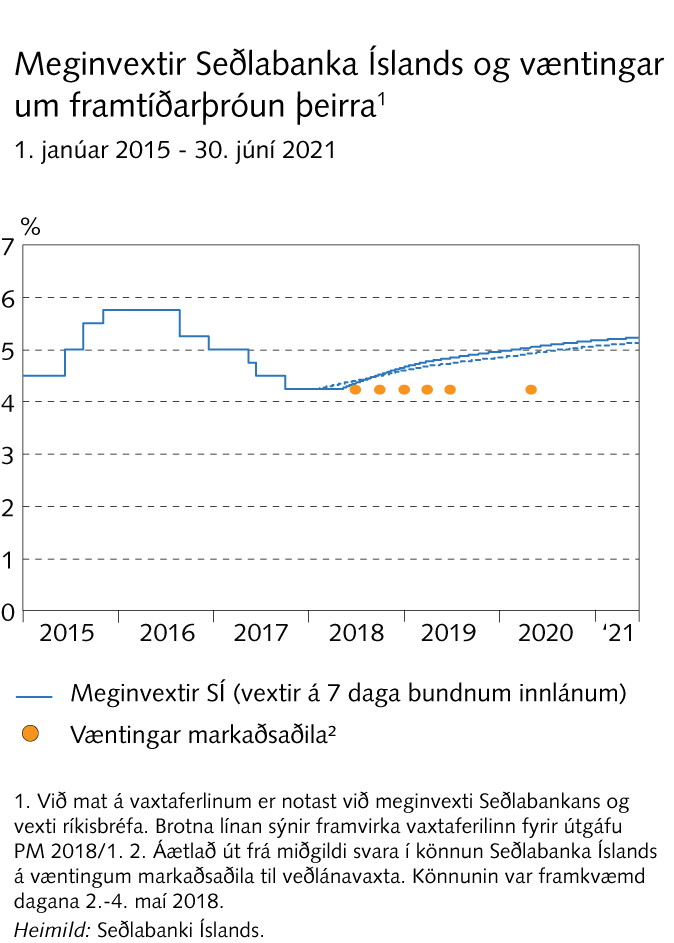 Meginvextir Seðlabanka Íslands og væntingar
um framtíðarþróun þeirra¹
1. janúar 2015 - 30. júní 2021
%
7
6
5
4
3
2
1
0
2015 2016 2017 2018 2019 2020 ‘21
Meginvextir SÍ (vextir á 7 daga bundnum innlánum)
Væntingar markaðsaðila²
1. Við mat á vaxtaferlinum er notast við meginvexti Seðlabankans og
vexti ríkisbréfa. Brotna línan sýnir framvirka vaxtaferilinn fyrir útgáfu
PM 2018/1. 2. Áætlað út frá miðgildi svara í könnun Seðlabanka Íslands
á væntingum markaðsaðila til veðlánavaxta. Könnunin var framkvæmd
dagana 2.-4. maí 2018.
Heimild: Seðlabanki Íslands.